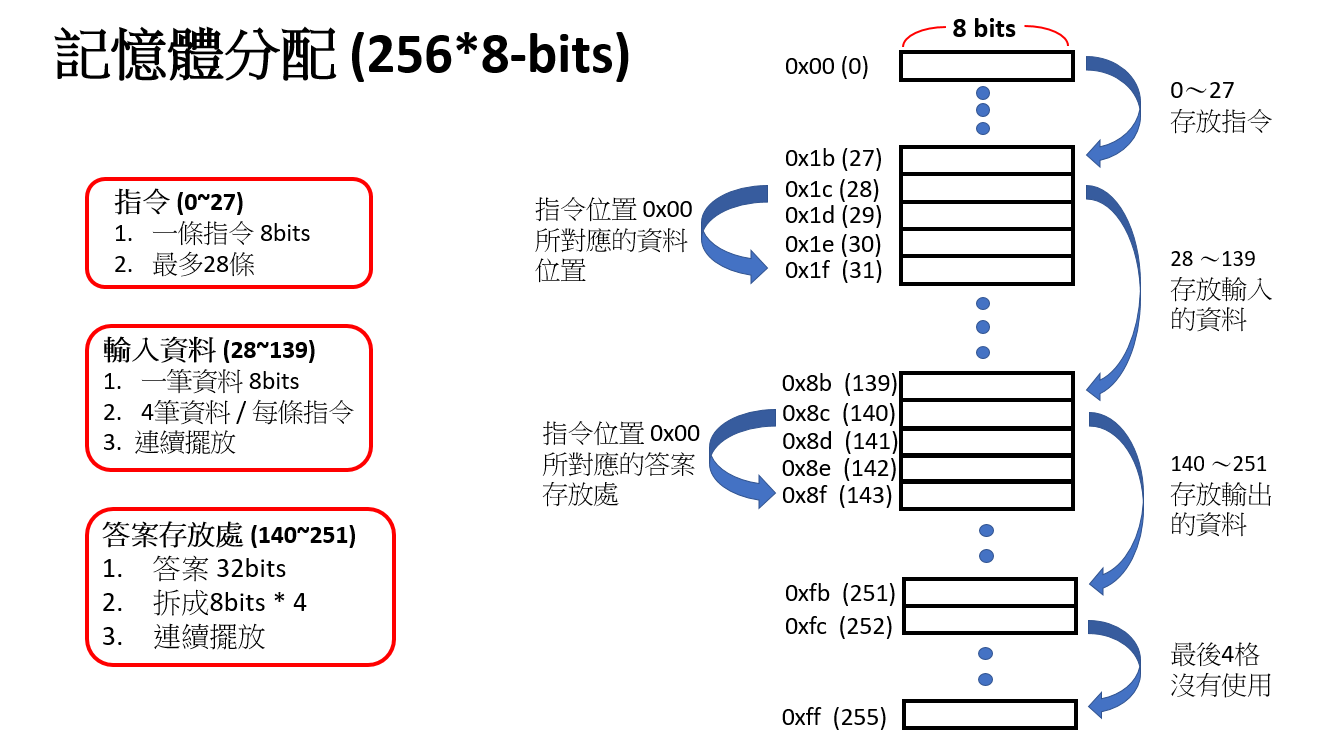 記憶體分配 (256*8-bits)
指令 (0~27)
1. 一條指令 8bits
2. 最多28條
輸入資料 (28~139)
1. 一筆資料 8bits
2. 4筆資料 / 每條指令
3. 連續擺放
答案存放處 (140~251)
1. 答案 32bits
2. 拆成8bits * 4
3. 連續擺放
指令位置 0x00
所對應的資料
位置
指令位置 0x00
所對應的答案
存放處
8 bits
0x00 (0)
0x1b (27)
0x1c (28)
0x1d (29)
0x1e (30)
0x1f (31)
0x8b (139)
0x8c (140)
0x8d (141)
0x8e (142)
0x8f (143)
0xfb (251)
0xfc (252)
0xff (255)
0～27
存放指令
28 ～139
存放輸入
的資料
140 ～251
存放輸出
的資料
最後4格
沒有使用